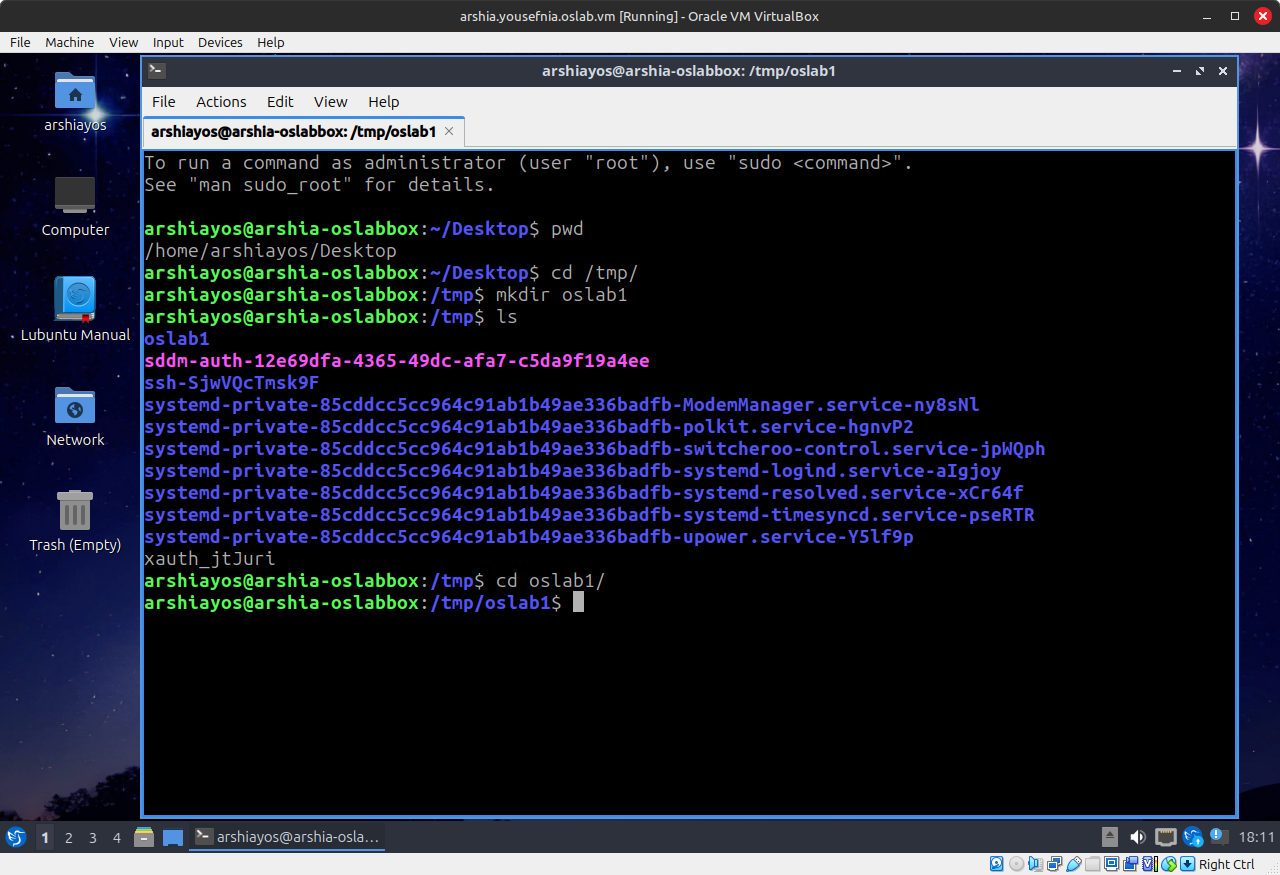 arshia.yousefnia.oslab.vm [Running] - Oracle VM VirtualBox
File Machine View Input Devices Help
arshiayos@arshia-oslabbox: /tmp/oslab1
File Actions Edit View Help
arshiayos@arshia-oslabbox: /tmp/oslab1
To run a command as administrator (user "root"), use "sudo <command>".
See "man sudo_root" for details.
arshiayos@arshia-oslabbox:~/Desktop$ pwd
/home/arshiayos/Desktop
arshiayos@arshia-oslabbox:~/Desktop$ cd /tmp/
arshiayos@arshia-oslabbox:/tmp$ mkdir oslab1
arshiayos@arshia-oslabbox:/tmp$ ls
oslab1
sddm-auth-12e69dfa-4365-49dc-afa7-c5da9f19a4ee
ssh-SjwVQcTmsk9F
systemd-private-85cddcc5cc964c91ab1b49ae336badfb-ModemManager.service-ny8sNl
systemd-private-85cddcc5cc964c91ab1b49ae336badfb-polkit.service-hgnvP2
systemd-private-85cddcc5cc964c91ab1b49ae336badfb-switcheroo-control.service-jpWQph
systemd-private-85cddcc5cc964c91ab1b49ae336badfb-systemd-logind.service-aIgjoy
systemd-private-85cddcc5cc964c91ab1b49ae336badfb-systemd-resolved.service-xCr64f
systemd-private-85cddcc5cc964c91ab1b49ae336badfb-systemd-timesyncd.service-pseRTR
systemd-private-85cddcc5cc964c91ab1b49ae336badfb-upower.service-Y5lf9p
xauth_jtJuri
arshiayos@arshia-oslabbox:/tmp$ cd oslab1/
arshiayos@arshia-oslabbox:/tmp/oslab1$
arshiayos
Computer
Lubuntu Manual
Network
Trash (Empty)
1 2 3 4 arshiayos@arshia-osla... 18:11
Right Ctrl